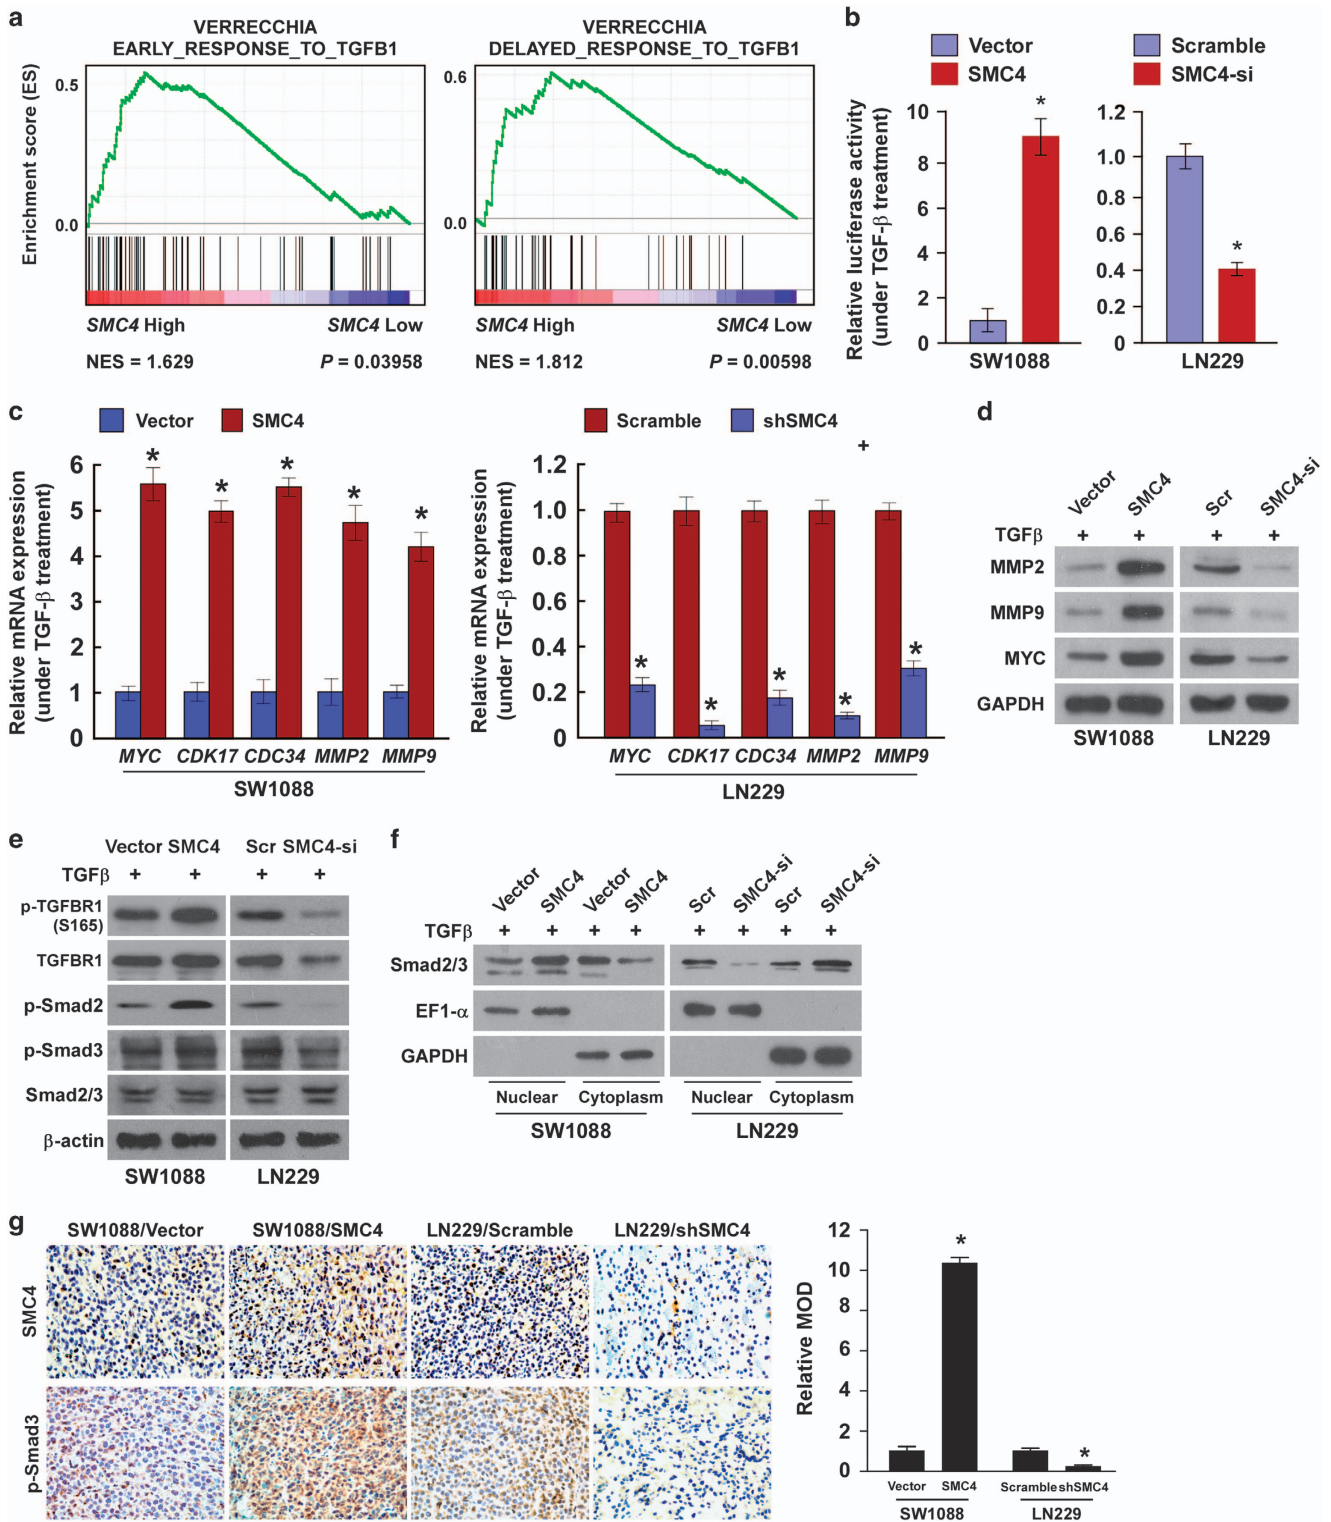 a
VERRECCHIA
EARLY_RESPONSE_TO_TGFB1
Enrichment score (ES)
0.5
0.0
SMC4 High
SMC4 Low
NES = 1.629
P = 0.03958
VERRECCHIA
DELAYED_RESPONSE_TO_TGFB1
0.6
0.0
SMC4 High
SMC4 Low
NES = 1.812
P = 0.00598
b
Vector
SMC4
Relative luciferase activity
(under TGF-β treatment)
10
8
6
4
2
0
*
SW1088
Scramble
SMC4-si
1.2
1.0
0.8
0.6
0.4
0.2
0
*
LN229
c
Vector
SMC4
Relative mRNA expression
(under TGF-β treatment)
6
5
4
3
2
1
0
* * * * *
MYC CDK17 CDC34 MMP2 MMP9
SW1088
Scramble
shSMC4
+
Relative mRNA expression
(under TGF-β treatment)
1.2
1.0
0.8
0.6
0.4
0.2
0
* * * * *
MYC CDK17 CDC34 MMP2 MMP9
LN229
d
Vector SMC4 Scr SMC4-si
TGFβ + + + +
MMP2
MMP9
MYC
GAPDH
SW1088 LN229
e
Vector SMC4 Scr SMC4-si
TGFβ + + + +
p-TGFBR1
(S165)
TGFBR1
p-Smad2
p-Smad3
Smad2/3
β-actin
SW1088 LN229
f
Vector SMC4 Vector SMC4 Scr SMC4-si Scr SMC4-si
TGFβ + + + + + + + +
Smad2/3
EF1-α
GAPDH
Nuclear Cytoplasm Nuclear Cytoplasm
SW1088 LN229
g
SW1088/Vector SW1088/SMC4 LN229/Scramble LN229/shSMC4
SMC4
p-Smad3
Relative MOD
12
10
8
6
4
2
0
* *
Vector SMC4 Scramble shSMC4
SW1088 LN229